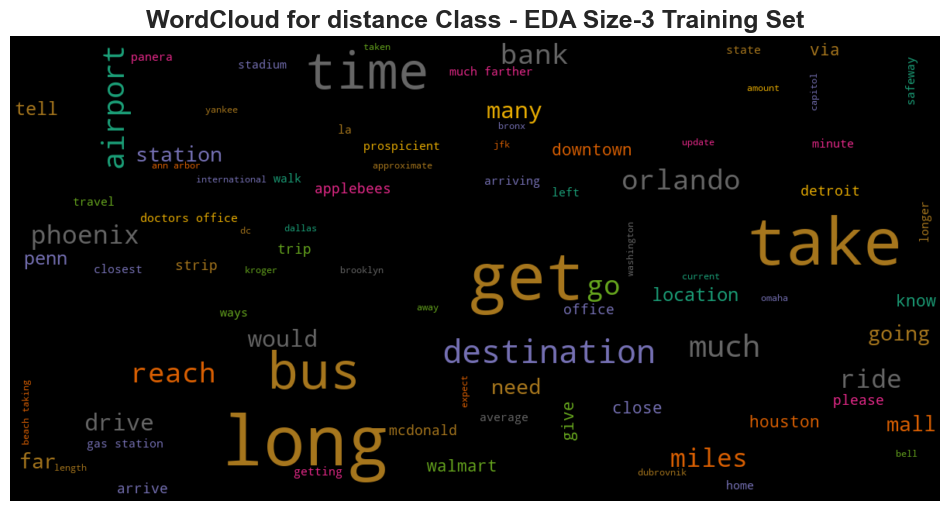 WordCloud for distance Class - EDA Size-3 Training Set
taken
panera
stadium
time
bank
state
via
much farther
airport
tell
yankee
many
amount
capitol
safeway
la
bronx
station
prospicient
jfk
downtown
update
minute
ann arbor
approximate
international
walk
applebees
arriving
left
orlando
detroit
travel
doctors office
dc
dallas
longer
phoenix
trip
take
penn
closest
strip
kroger
brooklyn
get
washington
current
go
location
omaha
know
ways
away
office
would
going
destination
much
reach
bus
need
ride
expect
beach taking
please
drive
average
give
close
houston
mall
gas station
long
mcdonald
miles
bell
far
length
getting
walmart
dubrovnik
arrive
home